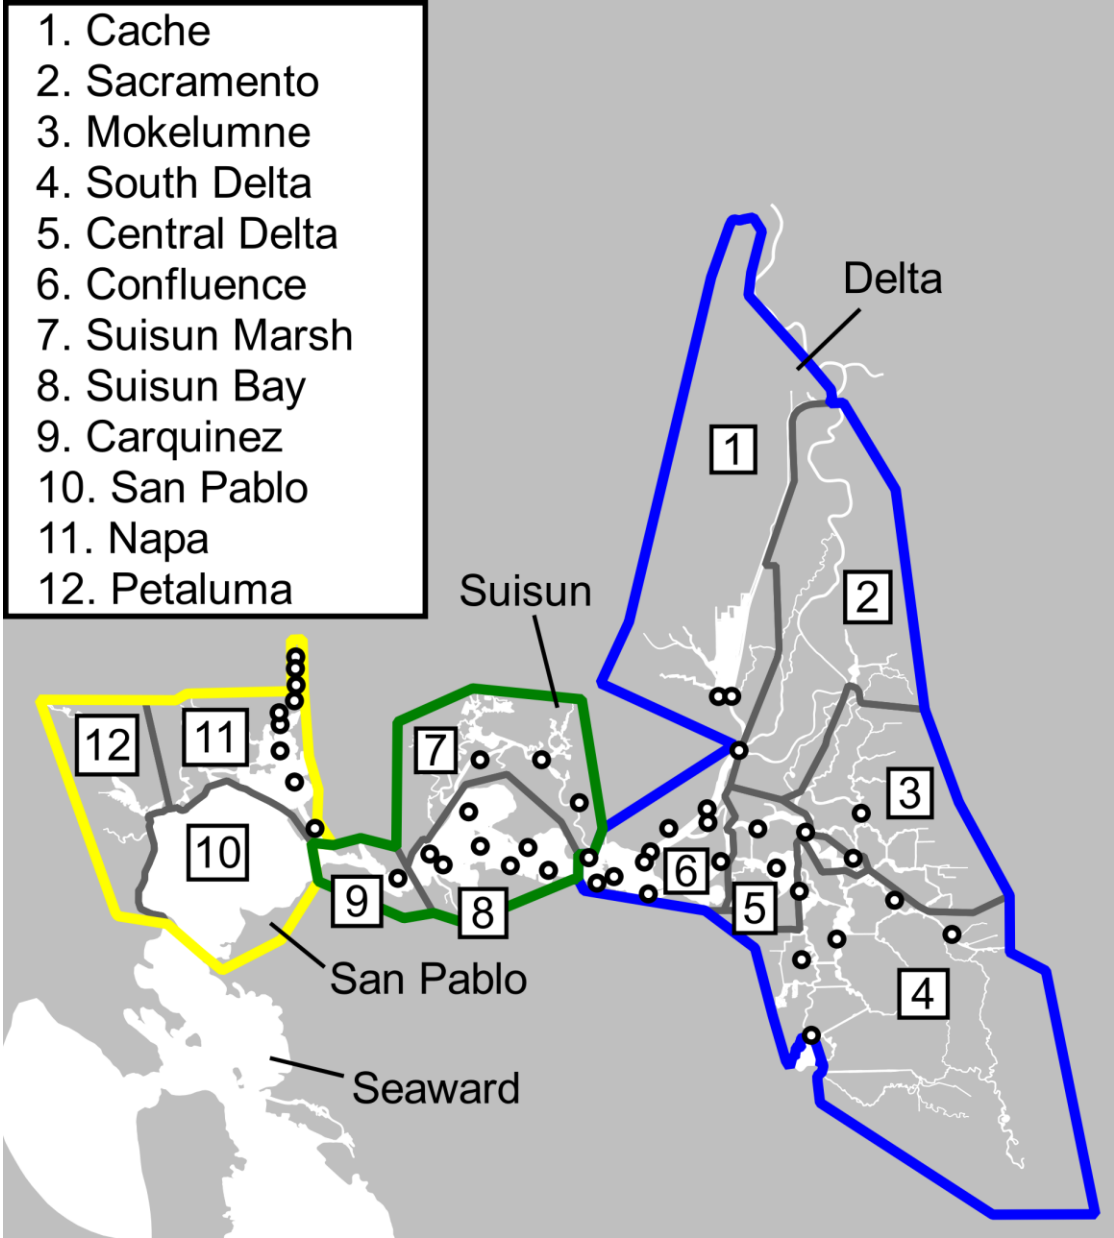 1. Cache
2. Sacramento
3. Mokelumne
4. South Delta
5. Central Delta
6. Confluence
7. Suisun Marsh
8. Suisun Bay
9. Carquinez
10. San Pablo
11. Napa
12. Petaluma
Delta
1
Suisun
2
12
11
7
3
10
6
9
8
5
San Pablo
4
Seaward